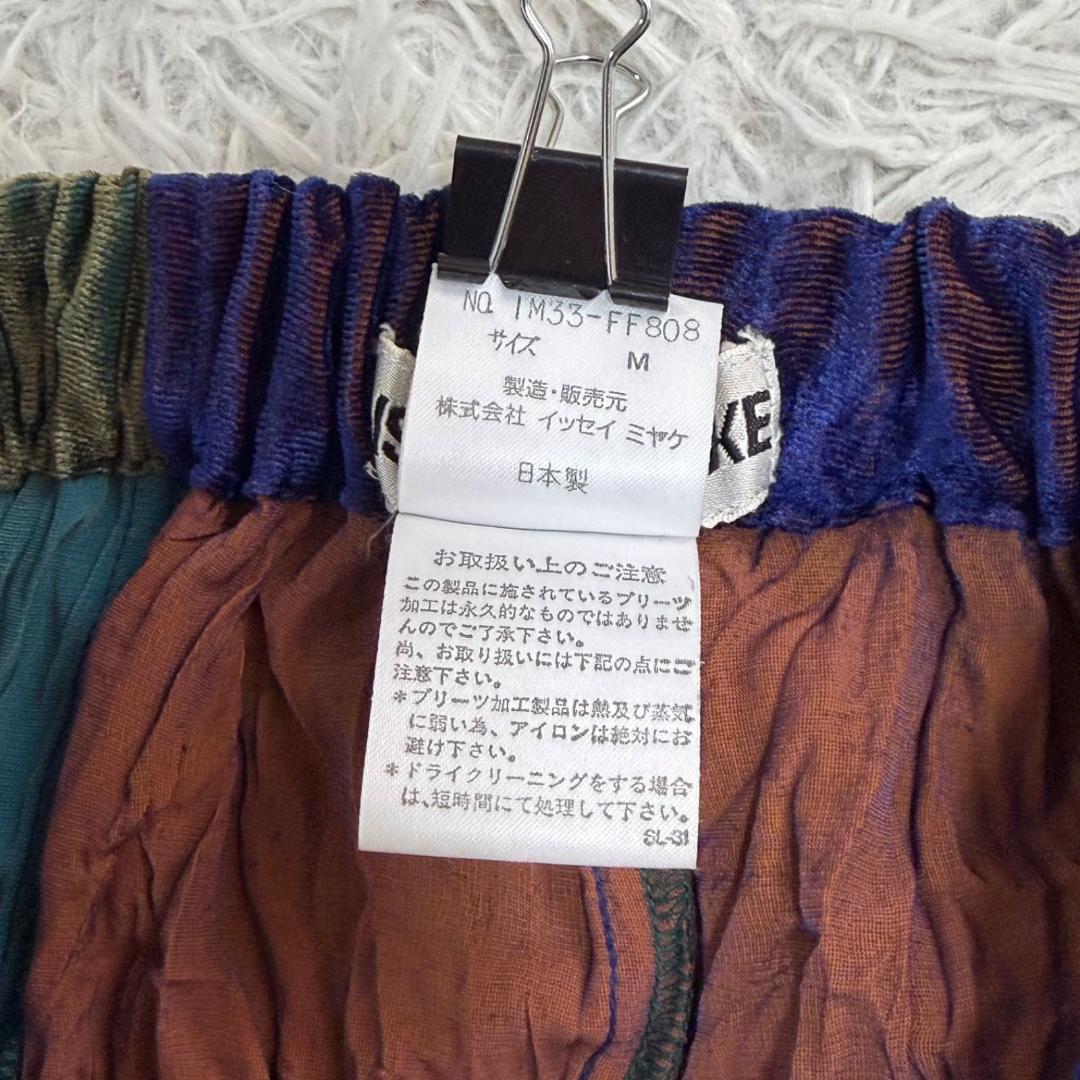 NO. IM33-FF808
サイズ M
製造・販売元
株式会社 イッセイ ミヤケ
日本製
IS KE
お取扱い上のご注意
この製品に施されているプリーツ
加工は永久的なものではありませ
んのでご了承下さい。
尚、お取り扱いには下記の点にご
注意下さい。
*プリーツ加工製品は熱及び蒸気
に弱い為、アイロンは絶対にお
避け下さい。
*ドライクリーニングをする場合
は、短時間にて処理して下さい。
SL-31